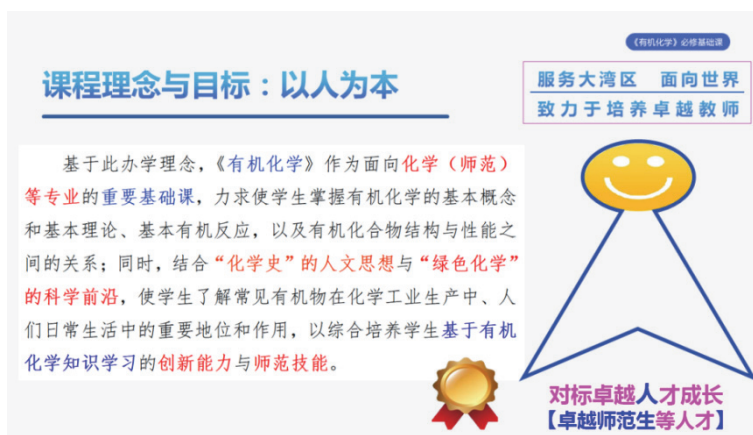 《有机化学》必修基础课
课程理念与目标：以人为本
服务大湾区 面向世界
致力于培养卓越教师
基于此办学理念，《有机化学》作为面向化学（师范）
等专业的重要基础课，力求使学生掌握有机化学的基本概念
和基本理论、基本有机反应，以及有机化合物结构与性能之
间的关系；同时，结合“化学史”的人文思想与“绿色化学”
的科学前沿，使学生了解常见有机物在化学工业生产中、人
们日常生活中的重要地位和作用，以综合培养学生基于有机
化学知识学习的创新能力与师范技能。
对标卓越人才成长
【卓越师范生等人才】